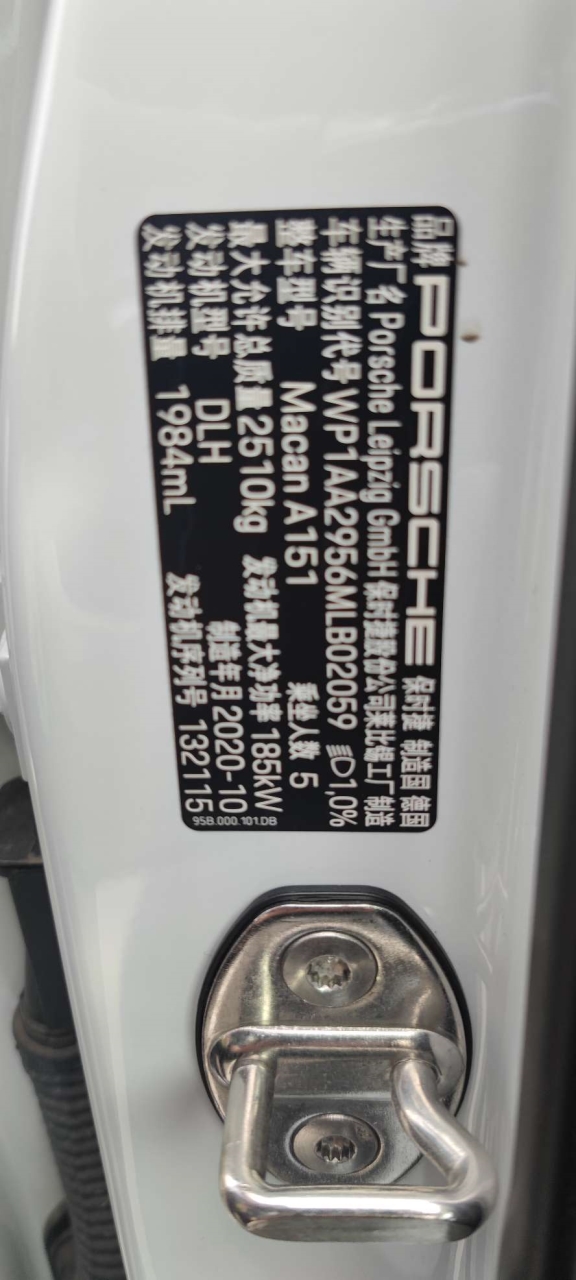 品牌 PORSCHE 保时捷 制造国 德国
生产厂名 Porsche Leipzig GmbH 保时捷股份公司莱比锡工厂 制造
车辆识别代号 WP1AA2956MLB02059 1,0%
整车型号 Macan A151 乘坐人数 5
最大允许总质量 2510kg 发动机最大净功率 185kW
发动机型号 DLH 制造年月 2020-10
发动机排量 1984mL 发动机序列号 132115
95B.000.101.DB